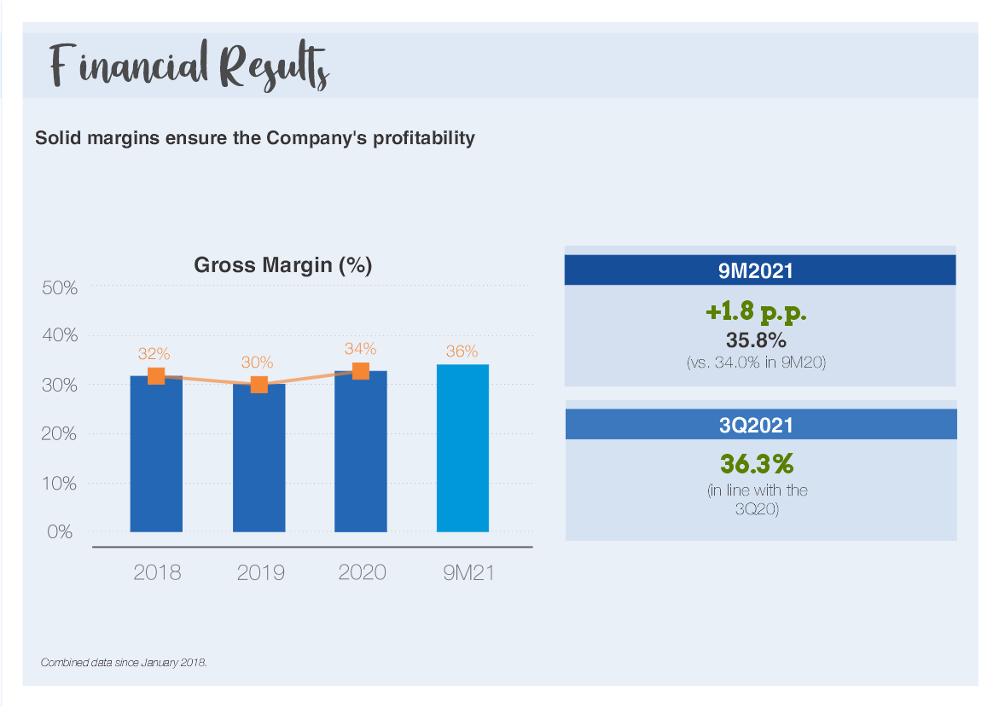 Financial Results
Solid margins ensure the Company's profitability
Gross Margin (%)
50%
40%
30%
20%
10%
0%
32%
30%
34%
36%
2018
2019
2020
9M21
9M2021
+1.8 p.p.
35.8%
(vs. 34.0% in 9M20)
3Q2021
36.3%
(in line with the
3Q20)
Combined data since January 2018.